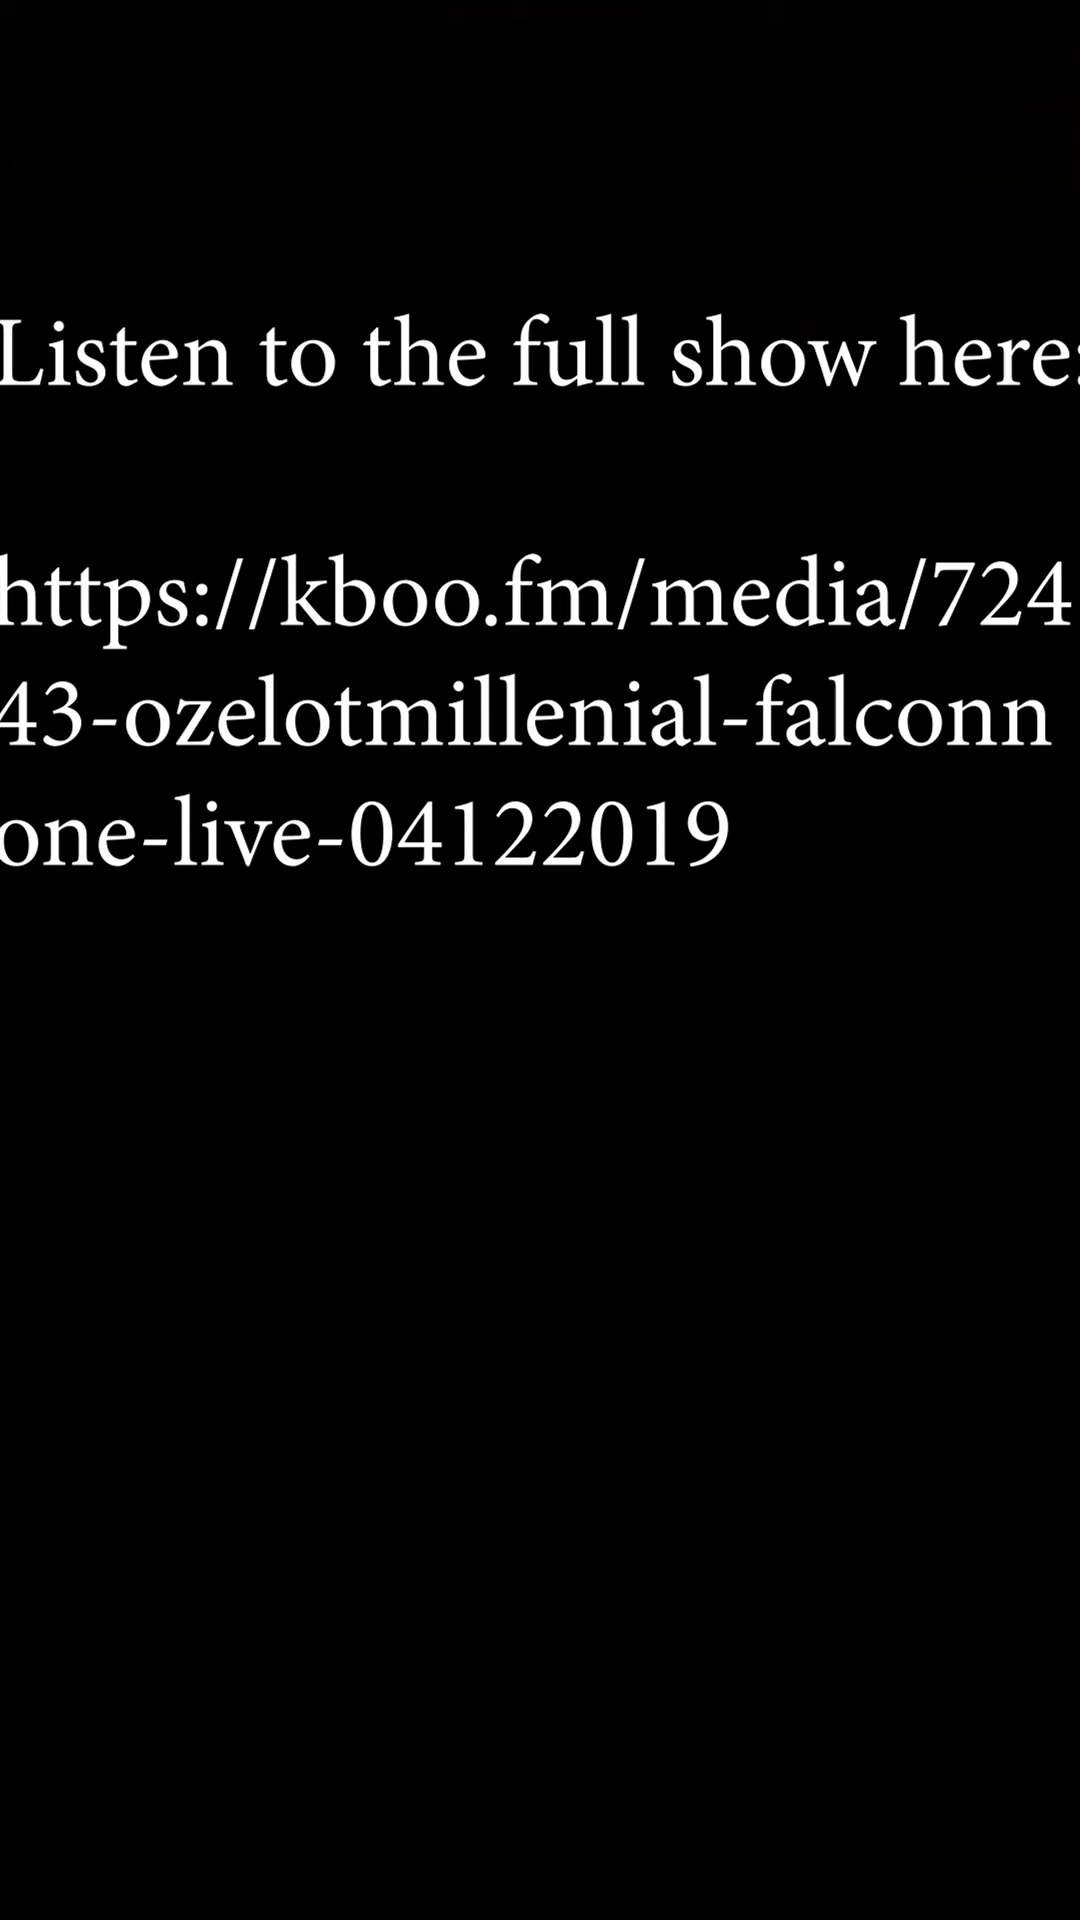 Listen to the full show here:
https://kboo.fm/media/724
43-ozelotmillenial-falconn
one-live-04122019